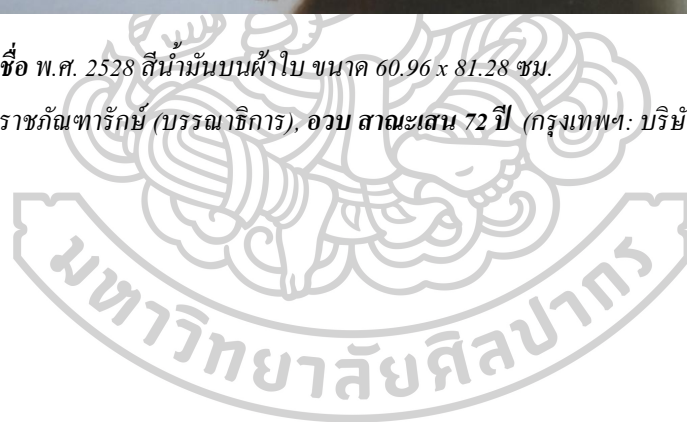 ชื่อ พ.ศ. 2528 สีน้ำมันบนผ้าใบ ขนาด 60.96 x 81.28 ซม.
ราชภัณฑารักษ์ (บรรณาธิการ), อวบ สาณะเสน 72 ปี (กรุงเทพฯ: บริษั
มหาวิทยาลัยศิลปากร